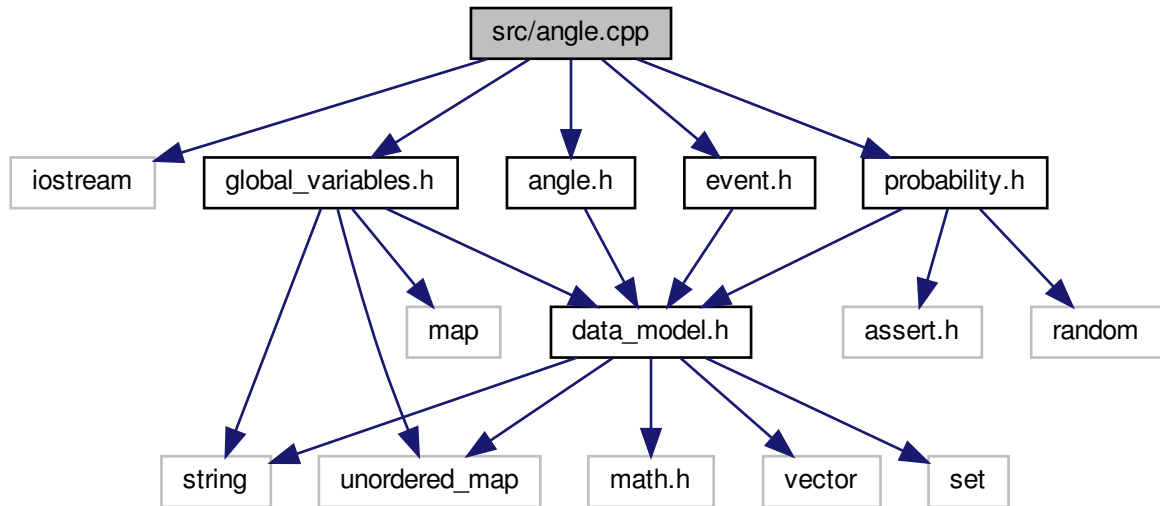 src/angle.cpp
iostream
global_variables.h
angle.h
event.h
probability.h
map
data_model.h
assert.h
random
string
unordered_map
math.h
vector
set